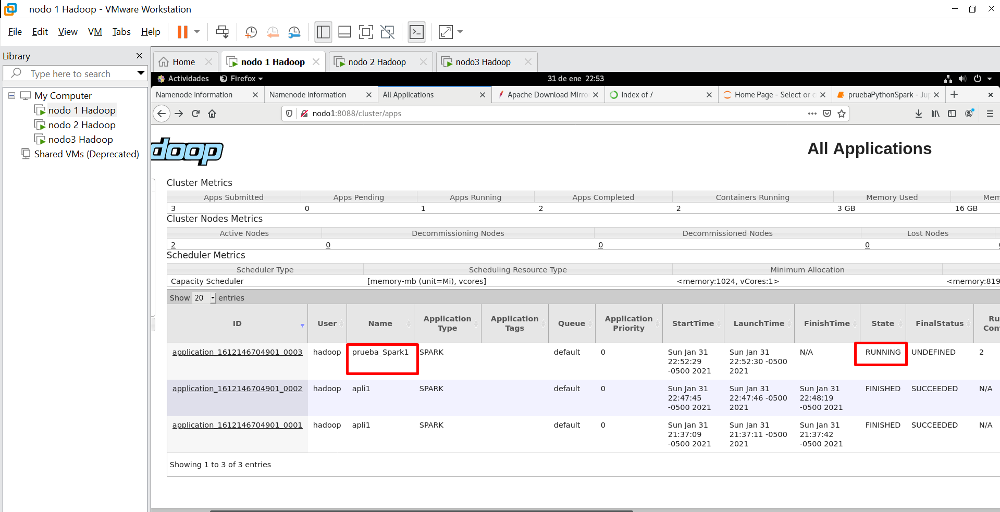 nodo 1 Hadoop - VMware Workstation
File Edit View VM Tabs Help
Library
Type here to search
My Computer
nodo 1 Hadoop
nodo 2 Hadoop
nodo3 Hadoop
Shared VMs (Deprecated)
Home nodo 1 Hadoop nodo 2 Hadoop nodo3 Hadoop
Actividades Firefox 31 de ene 22:53
Namenode information Namenode information All Applications Apache Download Mirro Index of / Home Page - Select or c pruebaPythonSpark - Jup
nodo1:8088/cluster/apps
doop
All Applications
Cluster Metrics
Apps Submitted Apps Pending Apps Running Apps Completed Containers Running Memory Used Mem
3 0 1 2 2 3 GB 16 GB
Cluster Nodes Metrics
Active Nodes Decommissioning Nodes Decommissioned Nodes Lost Nodes
2 0 0 0
Scheduler Metrics
Scheduler Type Scheduling Resource Type Minimum Allocation
Capacity Scheduler [memory-mb (unit=Mi), vcores] <memory:1024, vCores:1> <memory:819
Show 20 entries
ID User Name Application Type Application Tags Queue Application Priority StartTime LaunchTime FinishTime State FinalStatus Ru Cont
application_1612146704901_0003 hadoop prueba_Spark1 SPARK default 0 Sun Jan 31 22:52:29 -0500 2021 Sun Jan 31 22:52:30 -0500 2021 N/A RUNNING UNDEFINED 2
application_1612146704901_0002 hadoop apli1 SPARK default 0 Sun Jan 31 22:47:45 -0500 2021 Sun Jan 31 22:47:46 -0500 2021 Sun Jan 31 22:48:19 -0500 2021 FINISHED SUCCEEDED N/A
application_1612146704901_0001 hadoop apli1 SPARK default 0 Sun Jan 31 21:37:09 -0500 2021 Sun Jan 31 21:37:11 -0500 2021 Sun Jan 31 21:37:42 -0500 2021 FINISHED SUCCEEDED N/A
Showing 1 to 3 of 3 entries